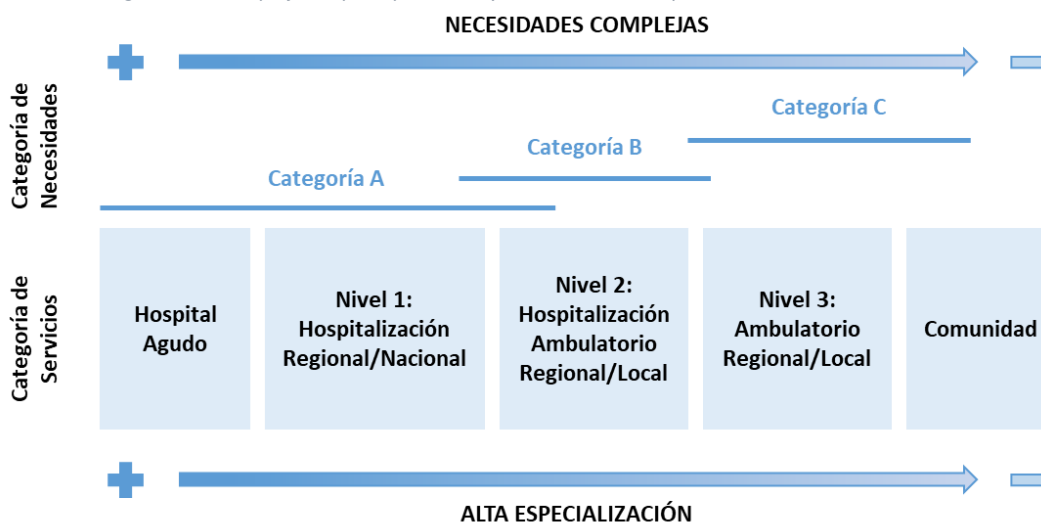 NECESIDADES COMPLEJAS
Categoría de
Necesidades
Categoría A
Categoría B
Categoría C
Categoría de
Servicios
Hospital
Agudo
Nivel 1:
Hospitalización
Regional/Nacional
Nivel 2:
Hospitalización
Ambulatorio
Regional/Local
Nivel 3:
Ambulatorio
Regional/Local
Comunidad
ALTA ESPECIALIZACIÓN